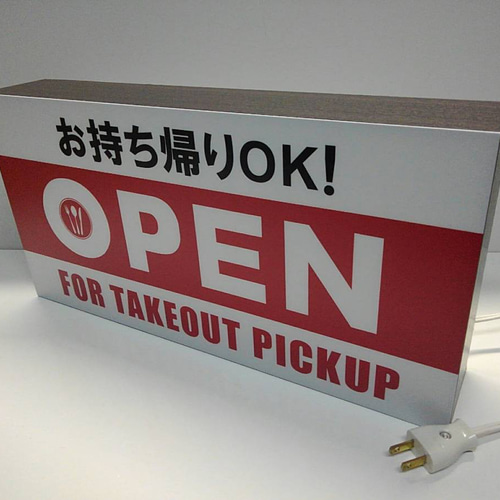 お持ち帰りOK!
OPEN
FOR TAKEOUT PICKUP